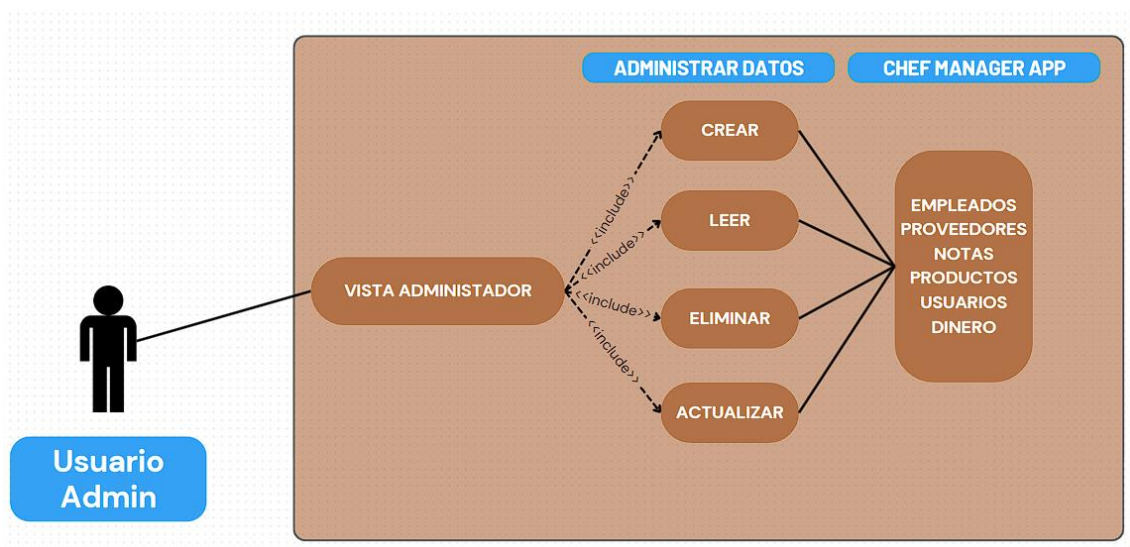 ADMINISTRAR DATOS
CHEF MANAGER APP
CREAR
LEER
ELIMINAR
ACTUALIZAR
<<include>>
<<include>>
<<include>>
<<include>>
VISTA ADMINISTADOR
EMPLEADOS
PROVEEDORES
NOTAS
PRODUCTOS
USUARIOS
DINERO
Usuario
Admin